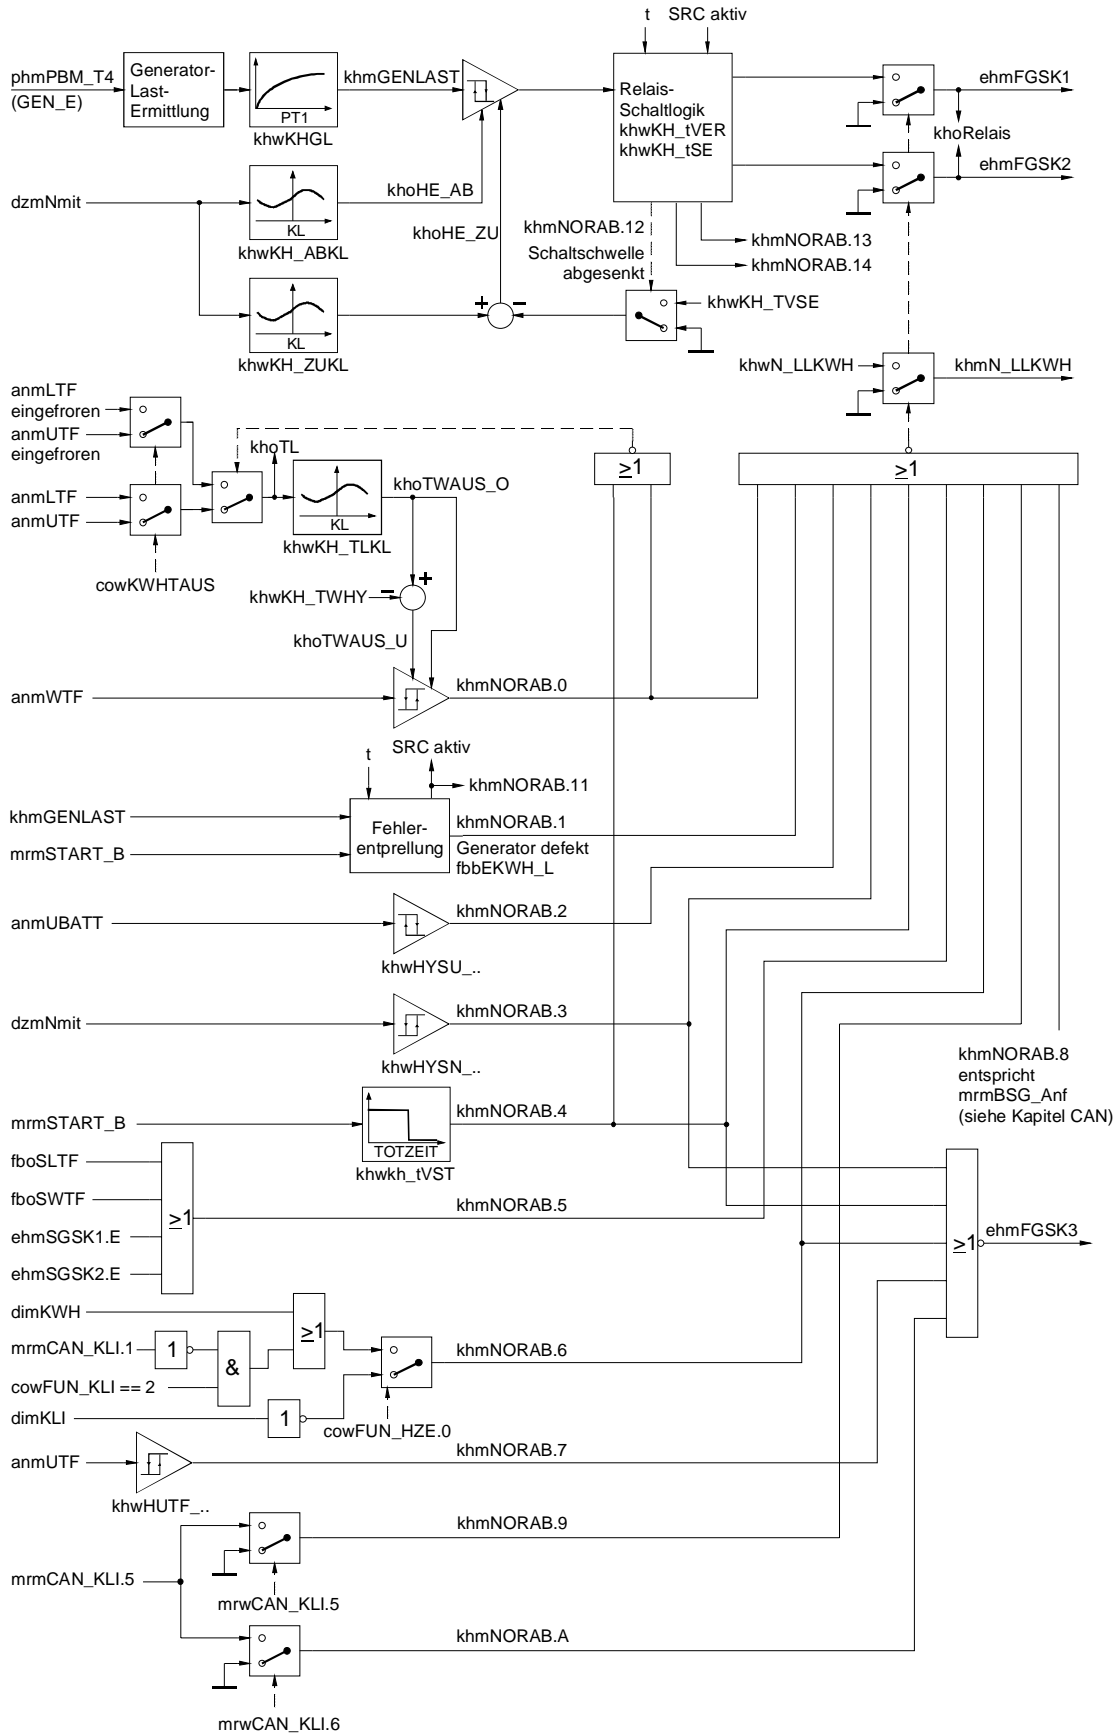 t
SRC aktiv
phmPBM_T4
(GEN_E)
Generator-
Last-
Ermittlung
PT1
khwKHGL
khmGENLAST
Relais-
Schaltlogik
khwKH_tVER
khwKH_tSE
ehmFGSK1
khoRelais
ehmFGSK2
dzmNmit
KL
khwKH_ABKL
khoHE_AB
khoHE_ZU
khmNORAB.12
Schaltschwelle
abgesenkt
khmNORAB.13
khmNORAB.14
KL
khwKH_ZUKL
+
−
khwKH_TVSE
khwN_LLKWH
khmN_LLKWH
anmLTF
eingefroren
anmUTF
eingefroren
anmLTF
anmUTF
cowKWHTAUS
khoTL
KL
khwKH_TLKL
khoTWAUS_O
≥1
≥1
khwKH_TWHY
−
+
khoTWAUS_U
anmWTF
khmNORAB.0
t
SRC aktiv
khmNORAB.11
khmGENLAST
mrmSTART_B
Fehler-
entprellung
khmNORAB.1
Generator defekt
fbbEKWH_L
anmUBATT
khmNORAB.2
khwHYSU_..
dzmNmit
khmNORAB.3
khwHYSN_..
khmNORAB.8
entspricht
mrmBSG_Anf
(siehe Kapitel CAN)
mrmSTART_B
TOTZEIT
khwkh_tVST
khmNORAB.4
fboSLTF
fboSWTF
ehmSGSK1.E
ehmSGSK2.E
≥1
khmNORAB.5
≥1
ehmFGSK3
dimKWH
mrmCAN_KLI.1
1
cowFUN_KLI == 2
&
≥1
dimKLI
1
cowFUN_HZE.0
khmNORAB.6
anmUTF
khwHUTF_..
khmNORAB.7
khmNORAB.9
mrmCAN_KLI.5
mrwCAN_KLI.5
khmNORAB.A
mrwCAN_KLI.6